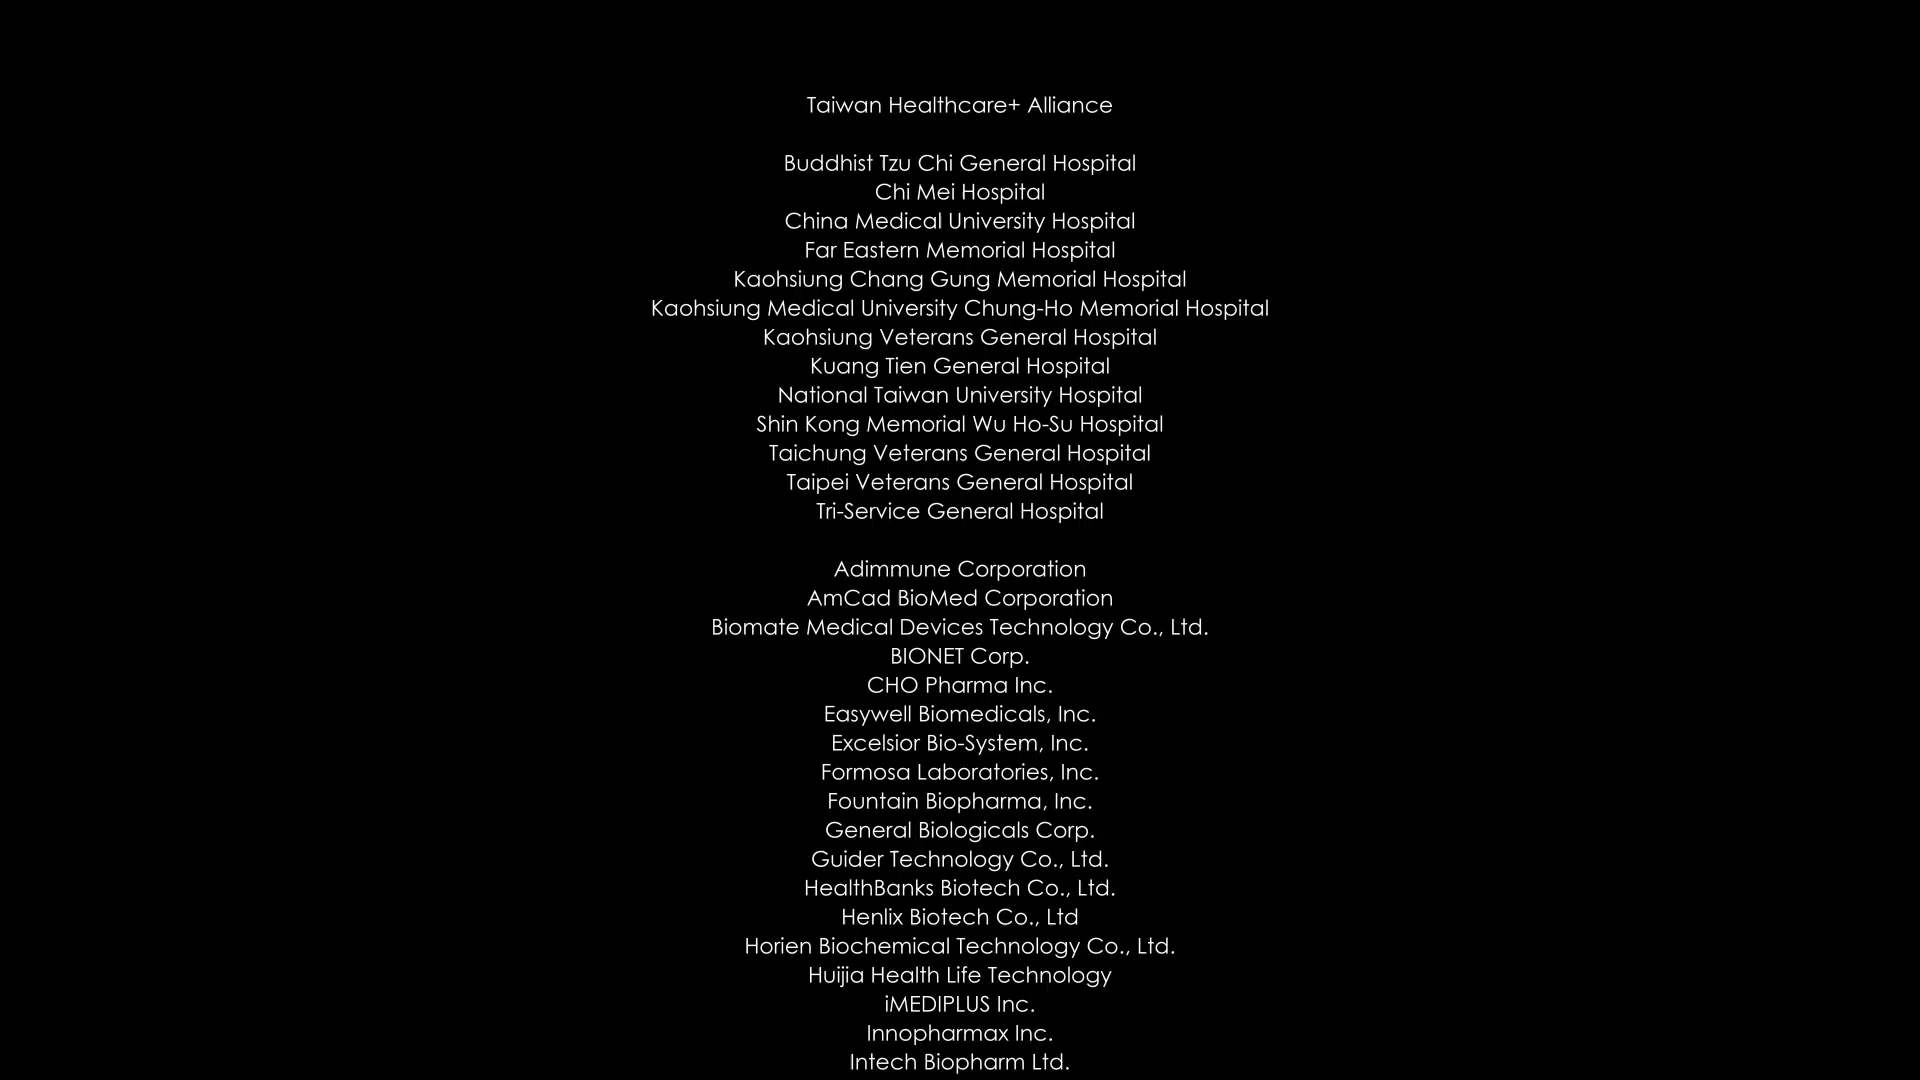 Taiwan Healthcare+ Alliance
Buddhist Tzu Chi General Hospital
Chi Mei Hospital
China Medical University Hospital
Far Eastern Memorial Hospital
Kaohsiung Chang Gung Memorial Hospital
Kaohsiung Medical University Chung-Ho Memorial Hospital
Kaohsiung Veterans General Hospital
Kuang Tien General Hospital
National Taiwan University Hospital
Shin Kong Memorial Wu Ho-Su Hospital
Taichung Veterans General Hospital
Taipei Veterans General Hospital
Tri-Service General Hospital
Adimmune Corporation
AmCad BioMed Corporation
Biomate Medical Devices Technology Co., Ltd.
BIONET Corp.
CHO Pharma Inc.
Easywell Biomedicals, Inc.
Excelsior Bio-System, Inc.
Formosa Laboratories, Inc.
Fountain Biopharma, Inc.
General Biologicals Corp.
Guider Technology Co., Ltd.
HealthBanks Biotech Co., Ltd.
Henlix Biotech Co., Ltd
Horien Biochemical Technology Co., Ltd.
Huijia Health Life Technology
iMEDIPLUS Inc.
Innopharmax Inc.
Intech Biopharm Ltd.